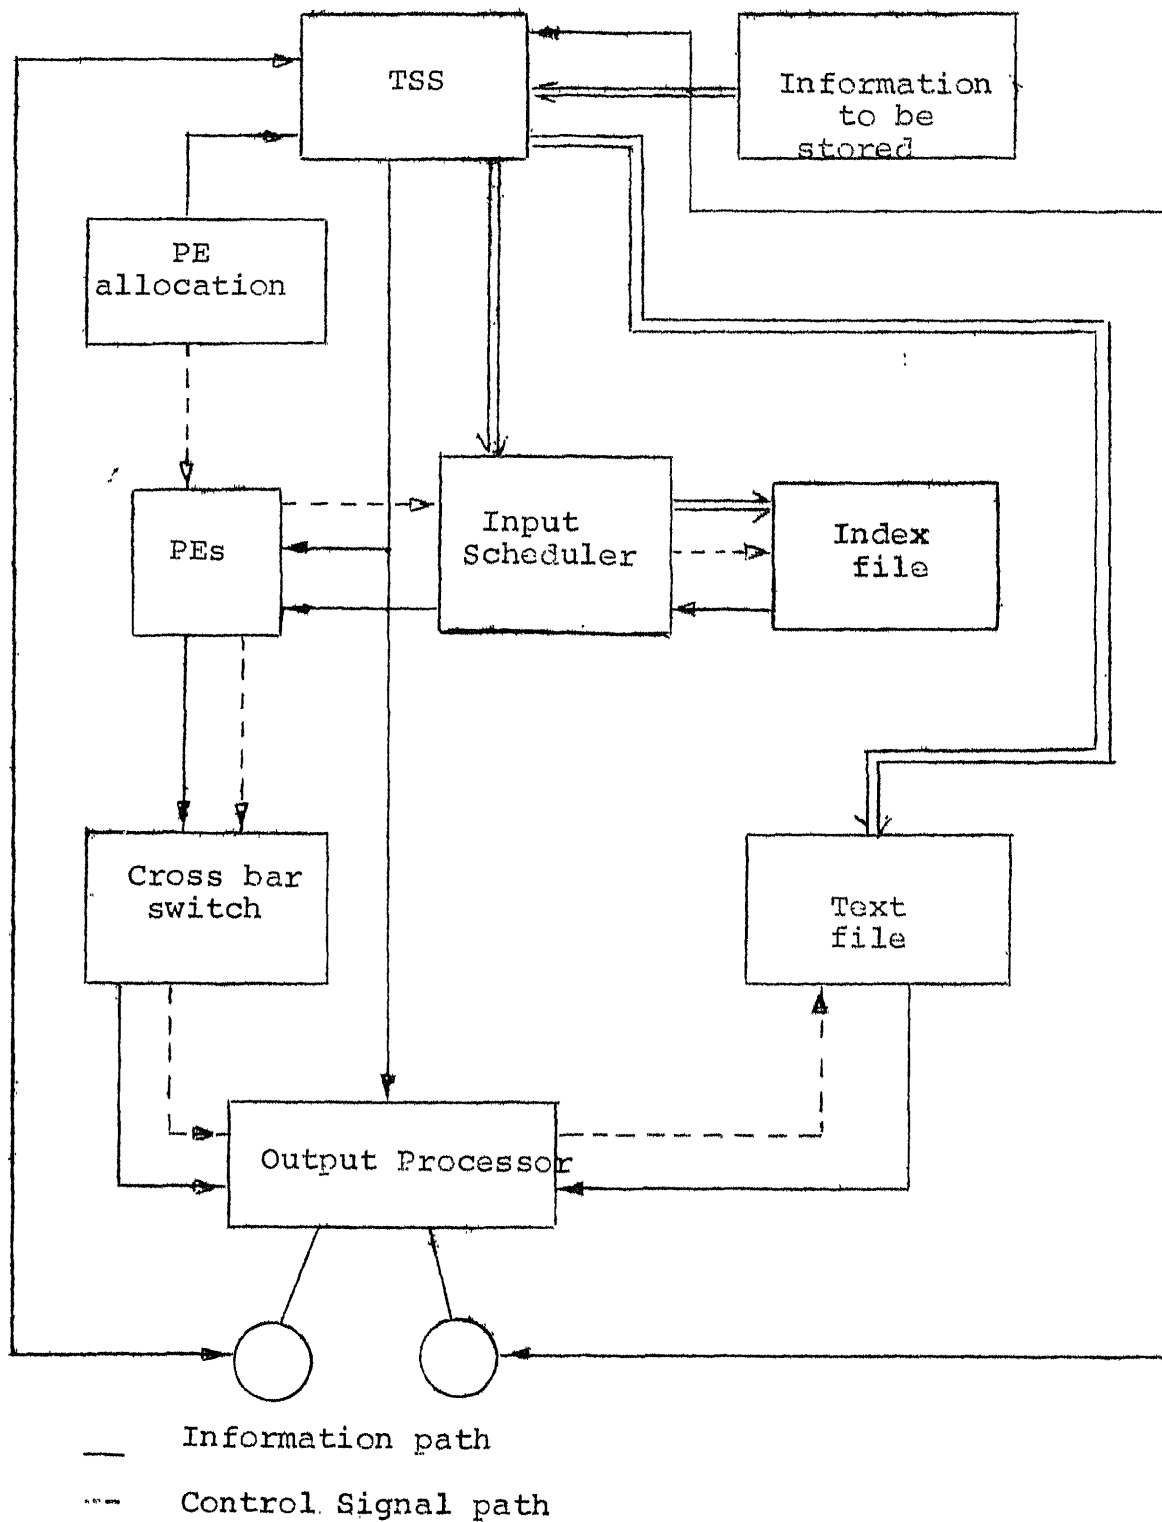 TSS
Information
to be
stored
PE
allocation
PEs
Input
Scheduler
Index
file
Cross bar
switch
Text
file
Output Processor
Information path
Control Signal path